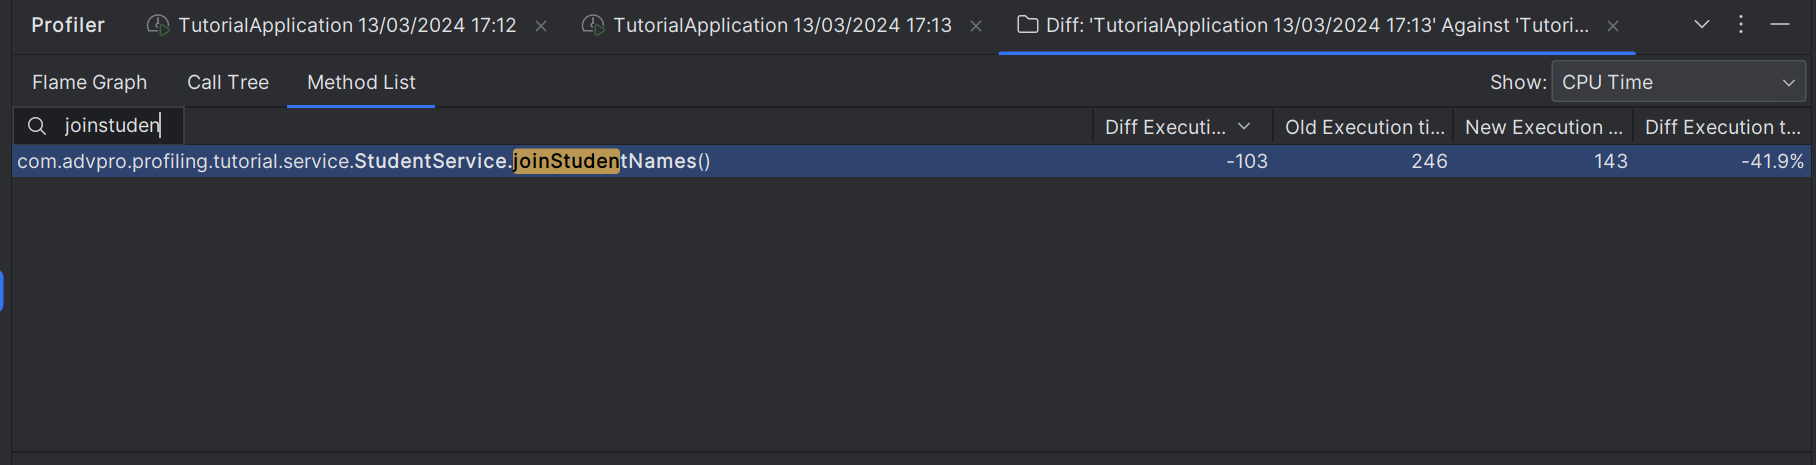 Profiler TutorialApplication 13/03/2024 17:12 TutorialApplication 13/03/2024 17:13 Diff: 'TutorialApplication 13/03/2024 17:13' Against 'Tutori...
Flame Graph Call Tree Method List Show: CPU Time
joinstuden Diff Executi... Old Execution ti... New Execution ... Diff Execution t...
com.advpro.profiling.tutorial.service.StudentService.joinStudentNames() -103 246 143 -41.9%